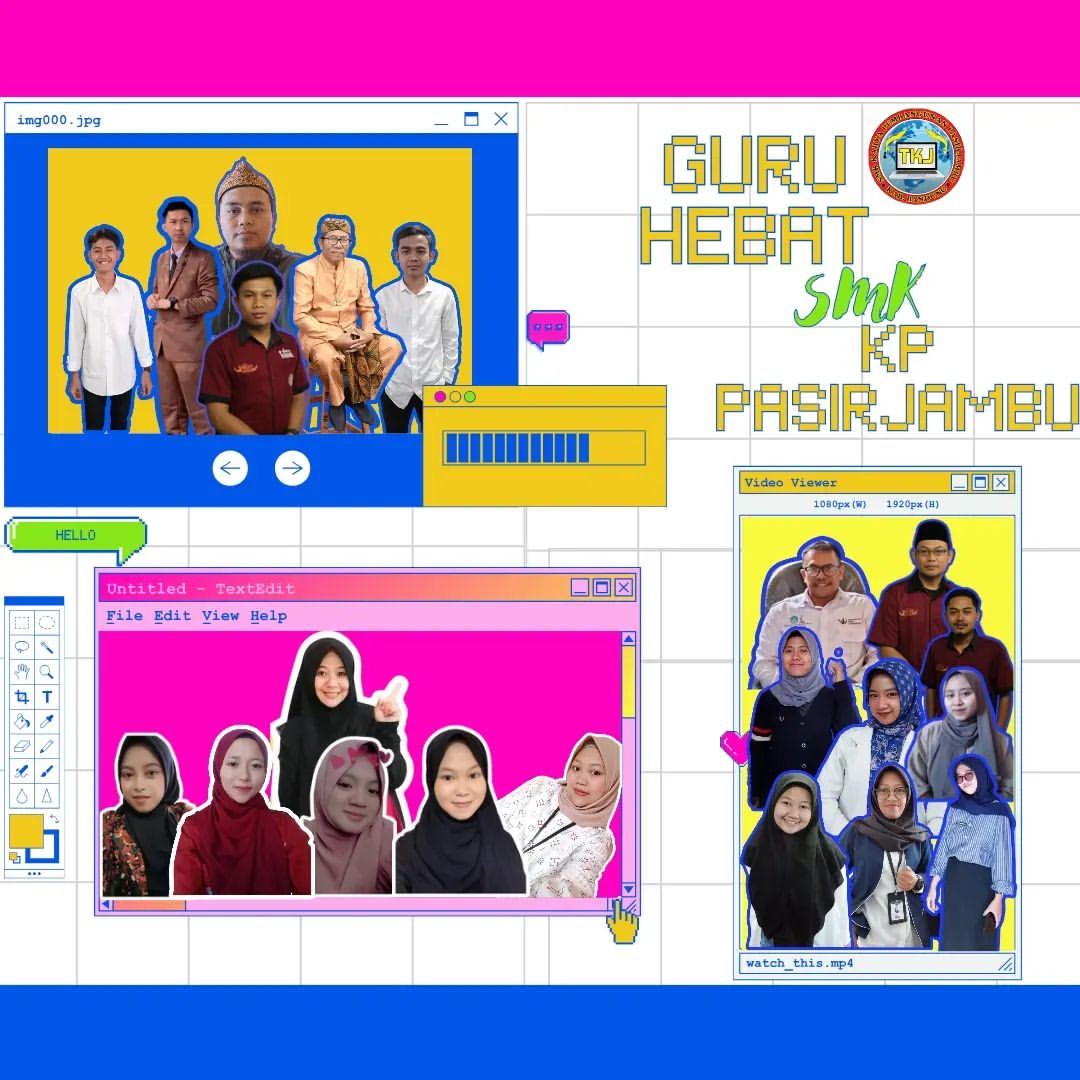 img000.jpg
GURU
HEBAT
SMK
KP
PASIRJAMBU
TKJ
HELLO
Untitled - TextEdit
File Edit View Help
T
Video Viewer
1080px(W) 1920px(H)
watch_this.mp4